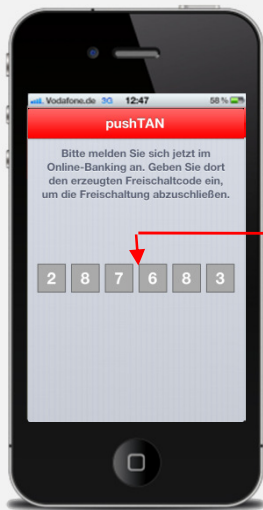 Vodafone.de 3G 12:47 58 %
pushTAN
Bitte melden Sie sich jetzt im
Online-Banking an. Geben Sie dort
den erzeugten Freischaltcode ein,
um die Freischaltung abzuschließen.
2 8 7 6 8 3